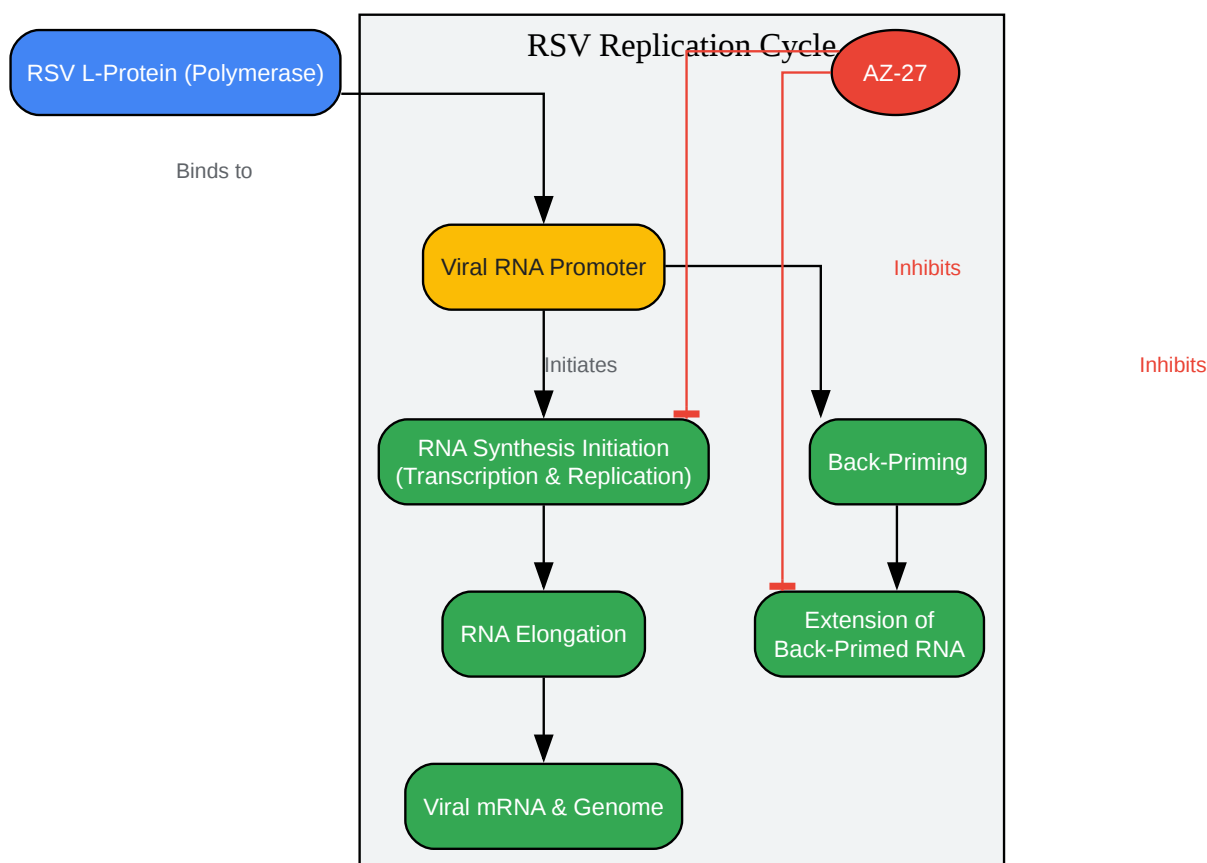 RSV Replication Cycle
RSV L-Protein (Polymerase)
AZ-27
Binds to
Viral RNA Promoter
Inhibits
Initiates
Inhibits
RNA Synthesis Initiation
(Transcription & Replication)
Back-Priming
RNA Elongation
Extension of
Back-Primed RNA
Viral mRNA & Genome